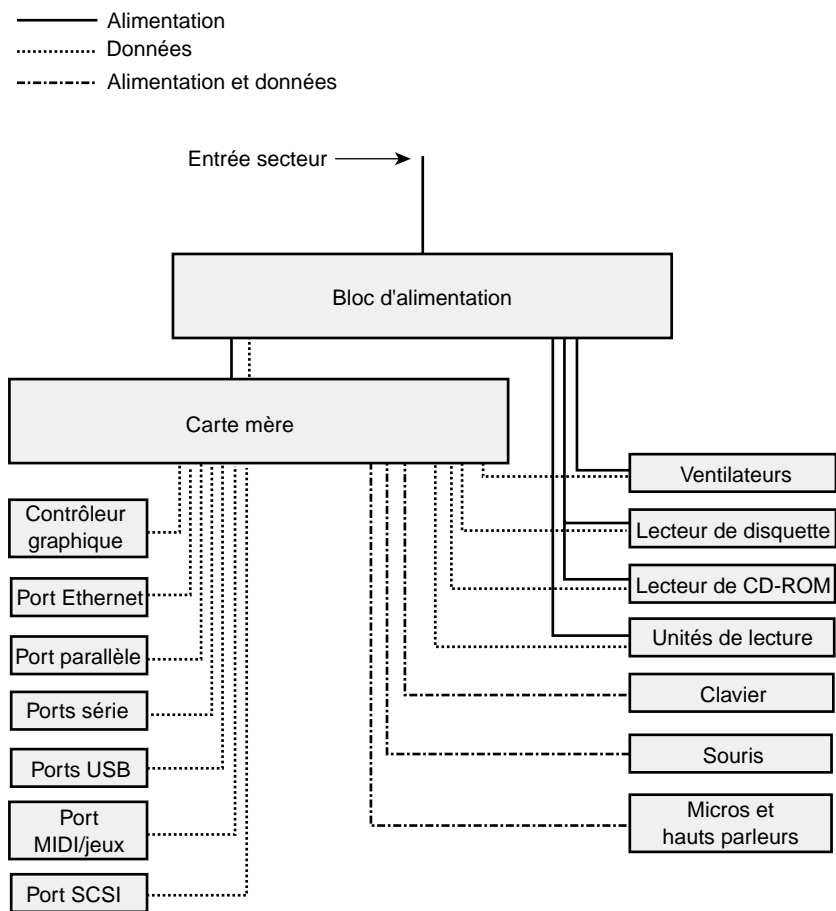 Alimentation
Données
Alimentation et données
Entrée secteur
Bloc d'alimentation
Carte mère
Contrôleur
graphique
Port Ethernet
Port parallèle
Ports série
Ports USB
Port
MIDI/jeux
Port SCSI
Ventilateurs
Lecteur de disquette
Lecteur de CD-ROM
Unités de lecture
Clavier
Souris
Micros et
hauts parleurs